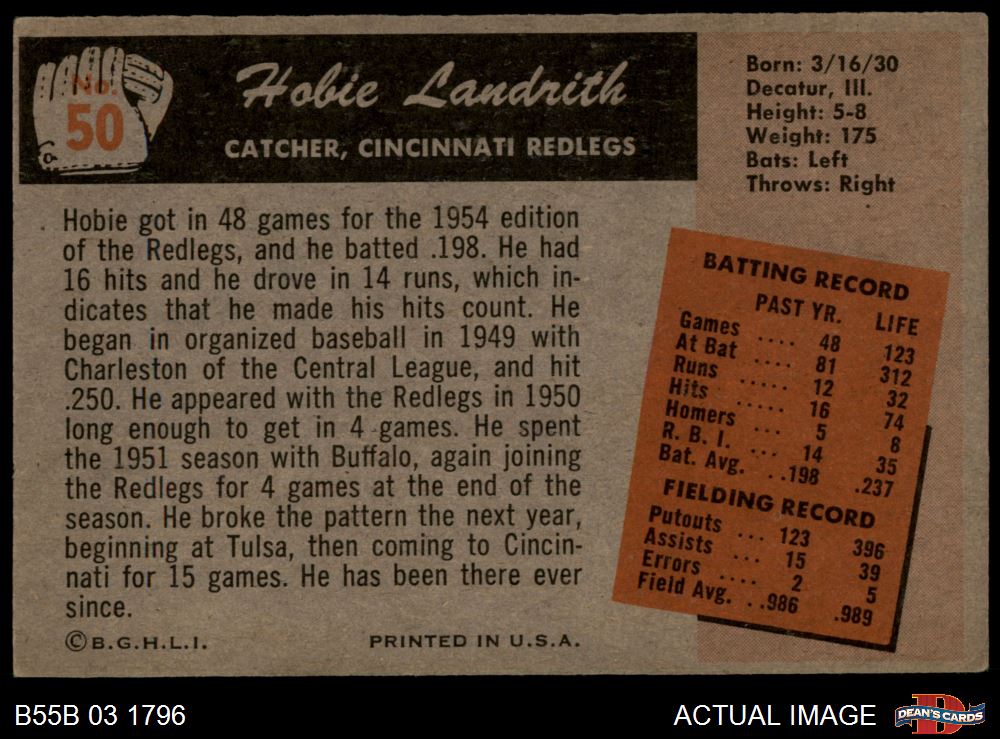 No.
50
Hobie Landrith
CATCHER, CINCINNATI REDLEGS
Born: 3/16/30
Decatur, Ill.
Height: 5-8
Weight: 175
Bats: Left
Throws: Right
Hobie got in 48 games for the 1954 edition
of the Redlegs, and he batted .198. He had
16 hits and he drove in 14 runs, which in-
dicates that he made his hits count. He
began in organized baseball in 1949 with
Charleston of the Central League, and hit
.250. He appeared with the Redlegs in 1950
long enough to get in 4 games. He spent
the 1951 season with Buffalo, again joining
the Redlegs for 4 games at the end of the
season. He broke the pattern the next year,
beginning at Tulsa, then coming to Cincin-
nati for 15 games. He has been there ever
since.
©B.G.H.L.I. PRINTED IN U.S.A.
BATTING RECORD
PAST YR. LIFE
Games .... 48 123
At Bat .... 81 312
Runs ..... 12 32
Hits ..... 16 74
Homers ... 5 8
R. B. I. ... 14 35
Bat. Avg. ..198 .237
FIELDING RECORD
Putouts ... 123 396
Assists ... 15 39
Errors .... 2 5
Field Avg. ..986 .989
B55B 03 1796
ACTUAL IMAGE
D
DEAN'S CARDS